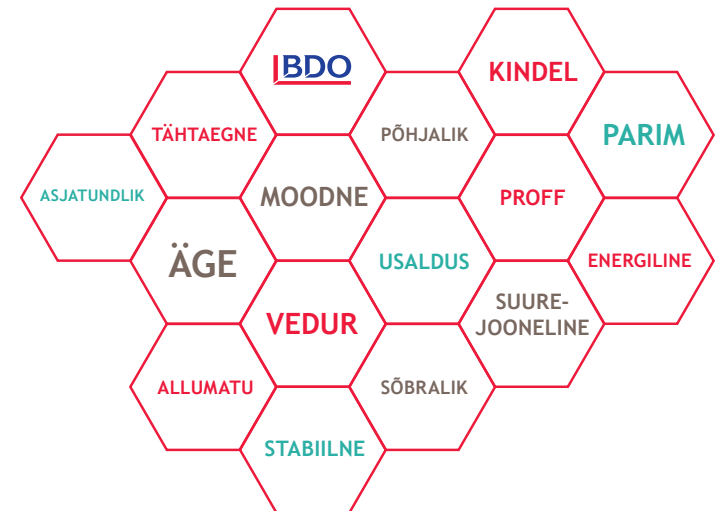 BDO
KINDEL
TÄHTAEGNE
PÕHJALIK
PARIM
ASJATUNDLIK
MOODNE
PROFF
ÄGE
USALDUS
ENERGILINE
VEDUR
SUURE-
JOONELINE
ALLUMATU
SÕBRALIK
STABIILNE